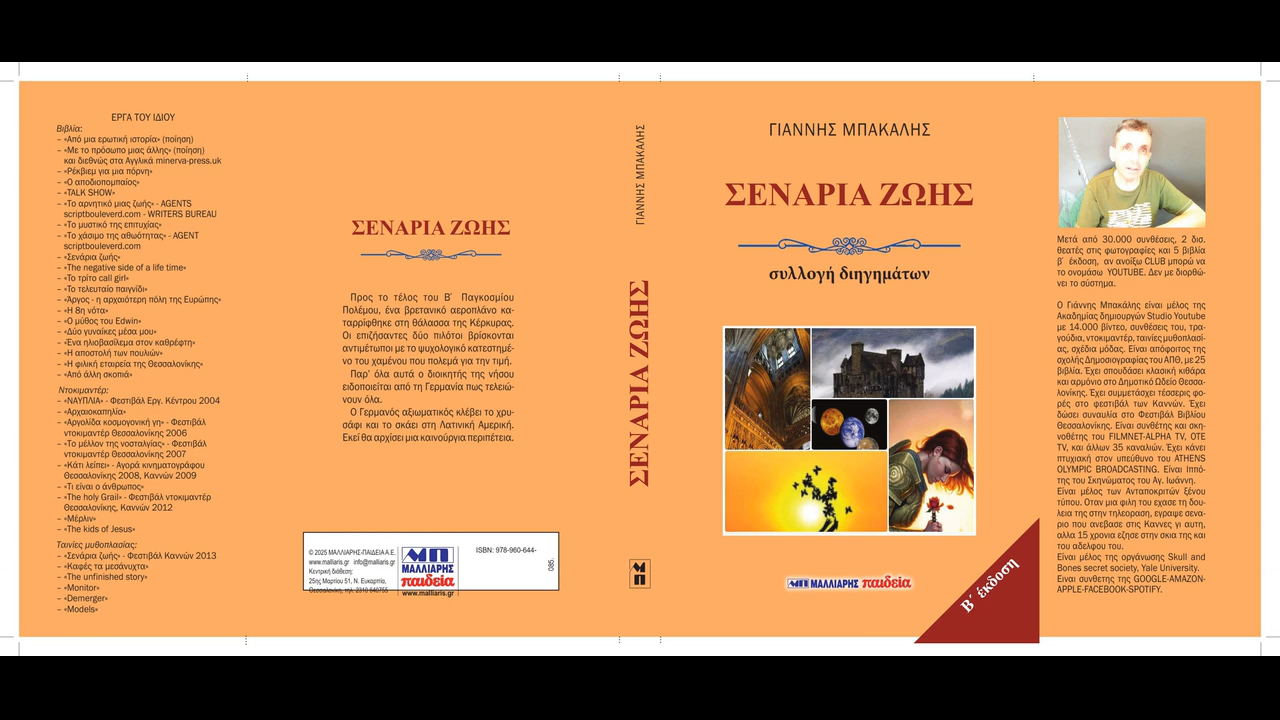 ΕΡΓΑ ΤΟΥ ΙΔΙΟΥ
Βιβλία:
– «Από μια ερωτική ιστορία» (ποίηση)
– «Με το πρόσωπο μιας άλλης» (ποίηση)
και διεθνώς στα Αγγλικά minerva-press.uk
– «Ρέκβιεμ για μια πόρνη»
– «Ο αποδιοπομπαίος»
– «TALK SHOW»
– «Το αρνητικό μιας ζωής» - AGENTS
scriptbouleverd.com - WRITERS BUREAU
– «Το μυστικό της επιτυχίας»
– «Το χάσιμο της αθωότητας» - AGENT
scriptbouleverd.com
– «Σενάρια ζωής»
– «The negative side of a life time»
– «Το τρίτο call girl»
– «Το τελευταίο παιγνίδι»
– «Άργος - η αρχαιότερη πόλη της Ευρώπης»
– «Η 8η νότα»
– «Ο μύθος του Edwin»
– «Δύο γυναίκες μέσα μου»
– «Ένα ηλιοβασίλεμα στον καθρέφτη»
– «Η αποστολή των πουλιών»
– «Η φιλική εταιρεία της Θεσσαλονίκης»
– «Από άλλη σκοπιά»
Ντοκιμαντέρ:
– «ΝΑΥΠΛΙΑ» - Φεστιβάλ Εργ. Κέντρου 2004
– «Αρχαιοκαπηλία»
– «Αργολίδα κοσμογονική γη» - Φεστιβάλ
ντοκιμαντέρ Θεσσαλονίκης 2006
– «Το μέλλον της νοσταλγίας» - Φεστιβάλ
ντοκιμαντέρ Θεσσαλονίκης 2007
– «Κάτι λείπει» - Αγορά κινηματογράφου
Θεσσαλονίκης 2008, Καννών 2009
– «Τι είναι ο άνθρωπος»
– «The holy Grail» - Φεστιβάλ ντοκιμαντέρ
Θεσσαλονίκης, Καννών 2012
– «Μέρλιν»
– «The kids of Jesus»
Ταινίες μυθοπλασίας:
– «Σενάρια ζωής» - Φεστιβάλ Καννών 2013
– «Καφές τα μεσάνυχτα»
– «The unfinished story»
– «Monitor»
– «Demerger»
– «Models»
ΣΕΝΑΡΙΑ ΖΩΗΣ
Προς το τέλος του Β΄ Παγκοσμίου
Πολέμου, ένα βρετανικό αεροπλάνο κα-
ταρρίφθηκε στη θάλασσα της Κέρκυρας.
Οι επιζήσαντες δύο πιλότοι βρίσκονται
αντιμέτωποι με το ψυχολογικό κατεστημέ-
νο του χαμένου που πολεμά για την τιμή.
Παρ' όλα αυτά ο διοικητής της νήσου
ειδοποιείται από τη Γερμανία πως τελειώ-
νουν όλα.
Ο Γερμανός αξιωματικός κλέβει το χρυ-
σάφι και το σκάει στη Λατινική Αμερική.
Εκεί θα αρχίσει μια καινούργια περιπέτεια.
© 2025 ΜΑΛΛΙΑΡΗΣ-ΠΑΙΔΕΙΑ Α.Ε.
www.malliaris.gr info@malliaris.gr
Κεντρική διάθεση:
25ης Μαρτίου 51, Ν. Ευκαρπία,
Θεσσαλονίκη, τηλ. 2310 640755
ΜΠ
ΜΑΛΛΙΑΡΗΣ
παιδεία
www.malliaris.gr
ISBN: 978-960-644-
085-
ΓΙΑΝΝΗΣ ΜΠΑΚΑΛΗΣ
ΣΕΝΑΡΙΑ ΖΩΗΣ
ΜΠ
ΓΙΑΝΝΗΣ ΜΠΑΚΑΛΗΣ
ΣΕΝΑΡΙΑ ΖΩΗΣ
συλλογή διηγημάτων
ΜΠ ΜΑΛΛΙΑΡΗΣ παιδεία
Β΄ έκδοση
Μετά από 30.000 συνθέσεις, 2 δισ.
θεατές στις φωτογραφίες και 5 βιβλία
β΄ έκδοση, αν ανοίξω CLUB μπορώ να
το ονομάσω YOUTUBE. Δεν με διορθώ-
νει το σύστημα.
Ο Γιάννης Μπακάλης είναι μέλος της
Ακαδημίας δημιουργών Studio Youtube
με 14.000 βίντεο, συνθέσεις του, τρα-
γούδια, ντοκιμαντέρ, ταινίες μυθοπλασί-
ας, σχέδια μόδας. Είναι απόφοιτος της
σχολής Δημοσιογραφίας του ΑΠΘ, με 25
βιβλία. Έχει σπουδάσει κλασική κιθάρα
και αρμόνιο στο Δημοτικό Ωδείο Θεσσα-
λονίκης. Έχει συμμετάσχει τέσσερις φο-
ρές στο φεστιβάλ των Καννών. Έχει
δώσει συναυλία στο Φεστιβάλ Βιβλίου
Θεσσαλονίκης. Είναι συνθέτης και σκη-
νοθέτης του FILMNET-ALPHA TV, OTE
TV, και άλλων 35 καναλιών. Έχει κάνει
πτυχιακή στον υπεύθυνο του ATHENS
OLYMPIC BROADCASTING. Είναι Ιππό-
της του Σκηνώματος του Αγ. Ιωάννη.
Είναι μέλος των Ανταποκριτών ξένου
τύπου. Οταν μια φιλη του εχασε τη δου-
λεια της στην τηλεοραση, εγραψε σενα-
ριο που ανεβασε στις Καννες γι αυτη,
αλλα 15 χρονια εζησε στην σκια της και
του αδελφου του.
Είναι μέλος της οργάνωσης Skull and
Bones secret society, Yale University.
Ειναι συνθετης της GOOGLE-AMAZON-
APPLE-FACEBOOK-SPOTIFY.